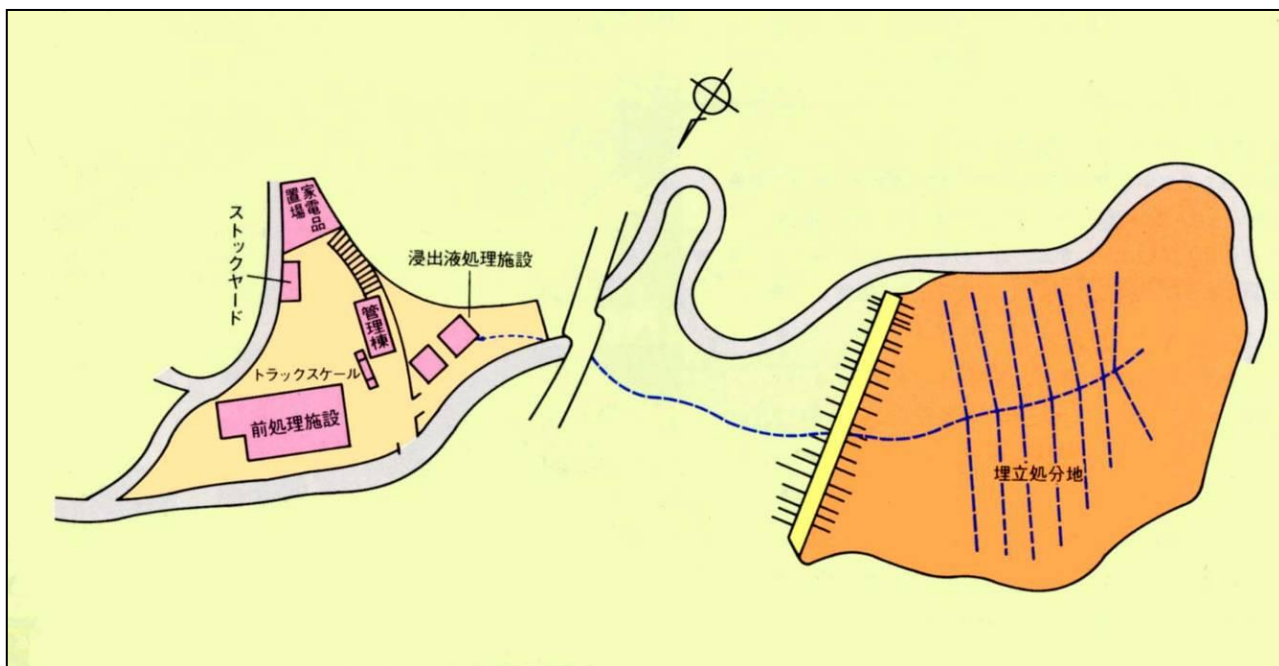 家電品
置場
ストックヤード
浸出液処理施設
管理棟
トラックスケール
前処理施設
埋立処分地